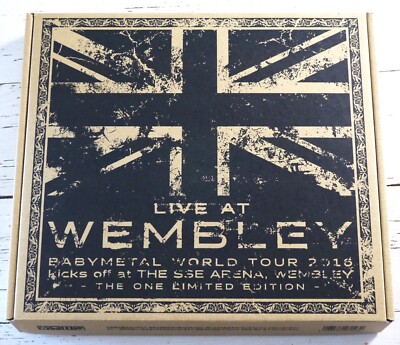 LIVE AT
WEMBLEY
BABYMETAL WORLD TOUR 2016
kicks off at THE SSE ARENA, WEMBLEY
- THE ONE LIMITED EDITION -